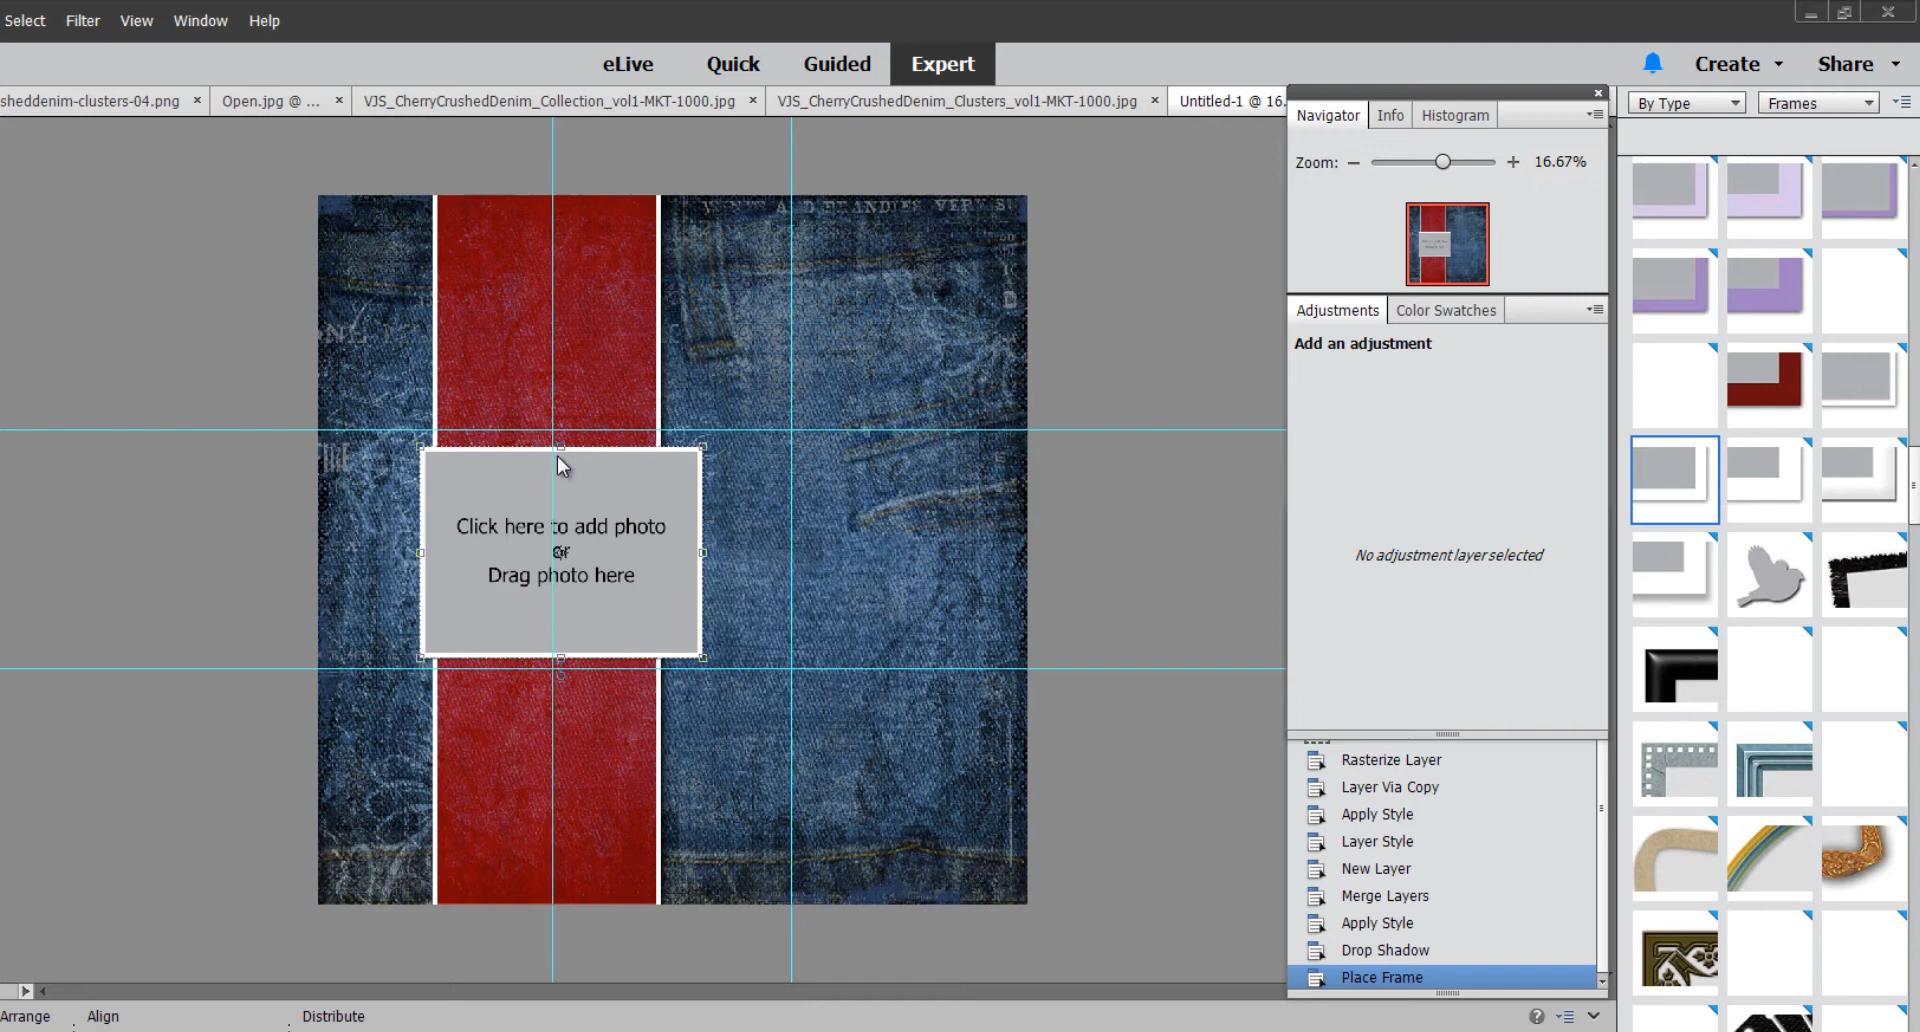 Select Filter View Window Help
eLive Quick Guided Expert Create Share
sheddenim-clusters-04.png × Open.jpg @ ... × VJS_CherryCrushedDenim_Collection_vol1-MKT-1000.jpg × VJS_CherryCrushedDenim_Clusters_vol1-MKT-1000.jpg × Untitled-1 @ 16.
By Type Frames
Navigator Info Histogram
Zoom: 16.67%
Adjustments Color Swatches
Add an adjustment
No adjustment layer selected
Click here to add photo
or
Drag photo here
Rasterize Layer
Layer Via Copy
Apply Style
Layer Style
New Layer
Merge Layers
Apply Style
Drop Shadow
Place Frame
Arrange Align Distribute